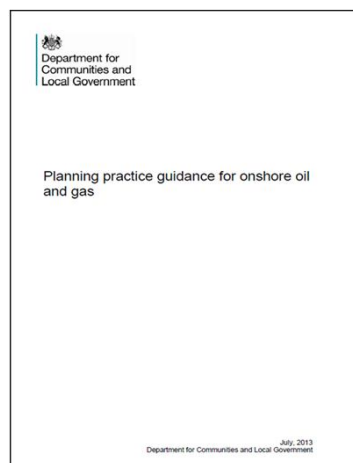 Department for
Communities and
Local Government
Planning practice guidance for onshore oil
and gas
July, 2013
Department for Communities and Local Government